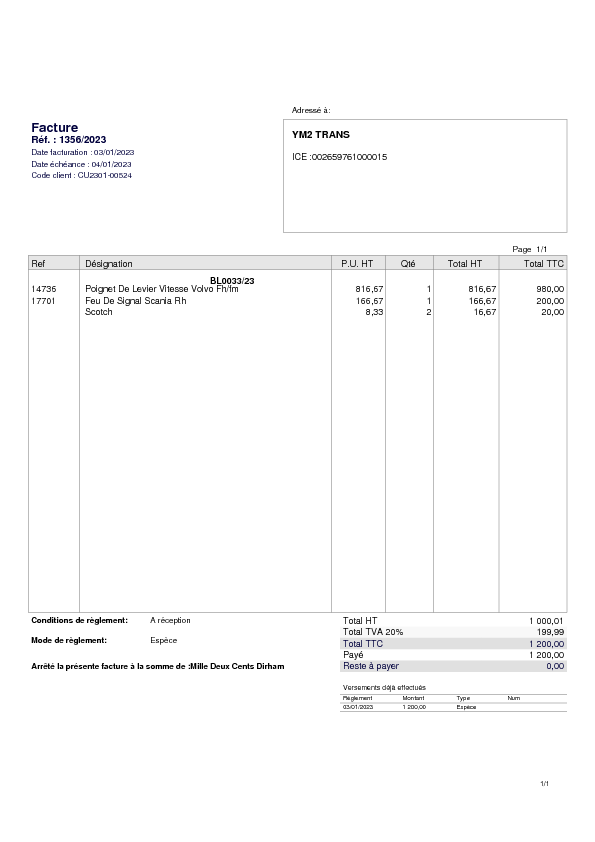 Adressé à:
Facture
Réf. : 1356/2023
Date facturation : 03/01/2023
Date échéance : 04/01/2023
Code client : CU2301-00524
YM2 TRANS
ICE :002659761000015
Page 1/1
Ref Désignation P.U. HT Qté Total HT Total TTC
BL0033/23
14736 Poignet De Levier Vitesse Volvo Fh/fm 816,67 1 816,67 980,00
17701 Feu De Signal Scania Rh 166,67 1 166,67 200,00
Scotch 8,33 2 16,67 20,00
Conditions de règlement: A réception
Mode de règlement: Espèce
Arrêté la présente facture à la somme de :Mille Deux Cents Dirham
Total HT 1 000,01
Total TVA 20% 199,99
Total TTC 1 200,00
Payé 1 200,00
Reste à payer 0,00
Versements déjà effectués
Règlement Montant Type Num
03/01/2023 1 200,00 Espèce
1/1